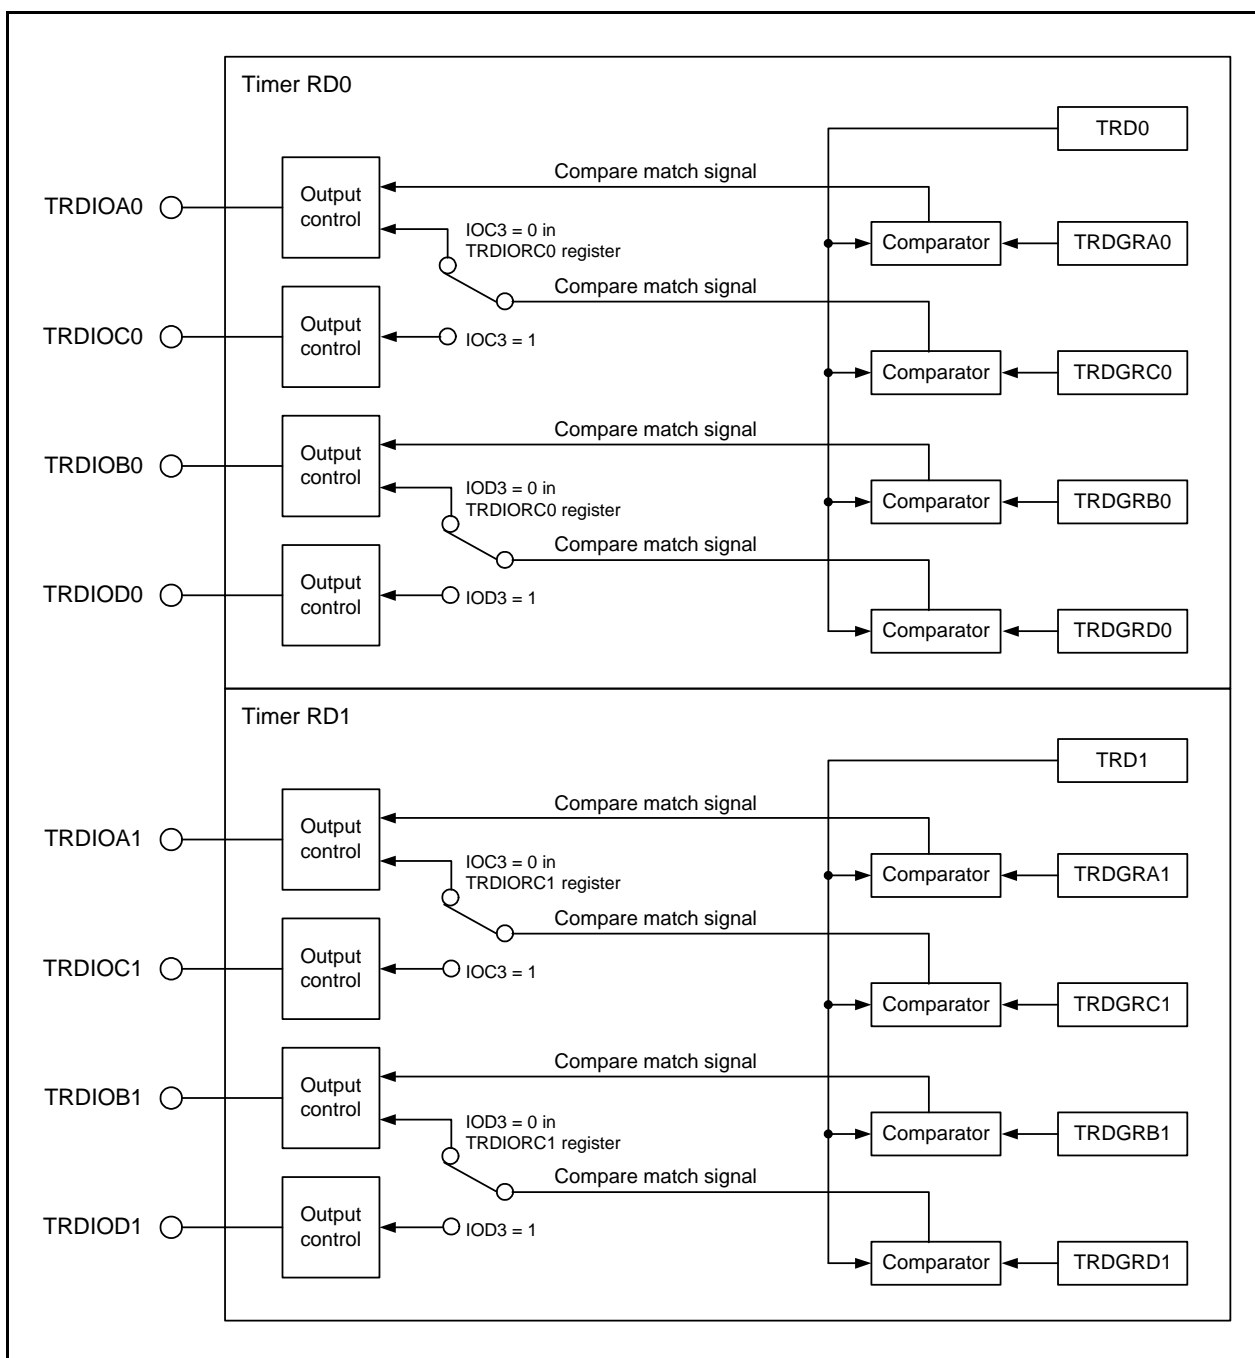 Timer RD0
TRD0
Compare match signal
TRDIOA0
Output
control
IOC3 = 0 in
TRDIORC0 register
Comparator
TRDGRA0
Compare match signal
TRDIOC0
Output
control
IOC3 = 1
Comparator
TRDGRC0
Compare match signal
TRDIOB0
Output
control
IOD3 = 0 in
TRDIORC0 register
Comparator
TRDGRB0
Compare match signal
TRDIOD0
Output
control
IOD3 = 1
Comparator
TRDGRD0
Timer RD1
TRD1
Compare match signal
TRDIOA1
Output
control
IOC3 = 0 in
TRDIORC1 register
Comparator
TRDGRA1
Compare match signal
TRDIOC1
Output
control
IOC3 = 1
Comparator
TRDGRC1
Compare match signal
TRDIOB1
Output
control
IOD3 = 0 in
TRDIORC1 register
Comparator
TRDGRB1
Compare match signal
TRDIOD1
Output
control
IOD3 = 1
Comparator
TRDGRD1